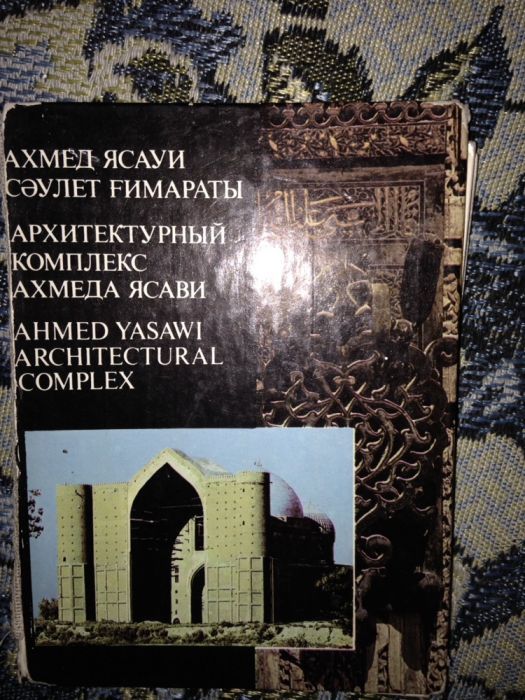 АХМЕД ЯСАУИ
СӘУЛЕТ ҒИМАРАТЫ
АРХИТЕКТУРНЫЙ
КОМПЛЕКС
АХМЕДА ЯСАВИ
AHMED YASAWI
ARCHITECTURAL
COMPLEX